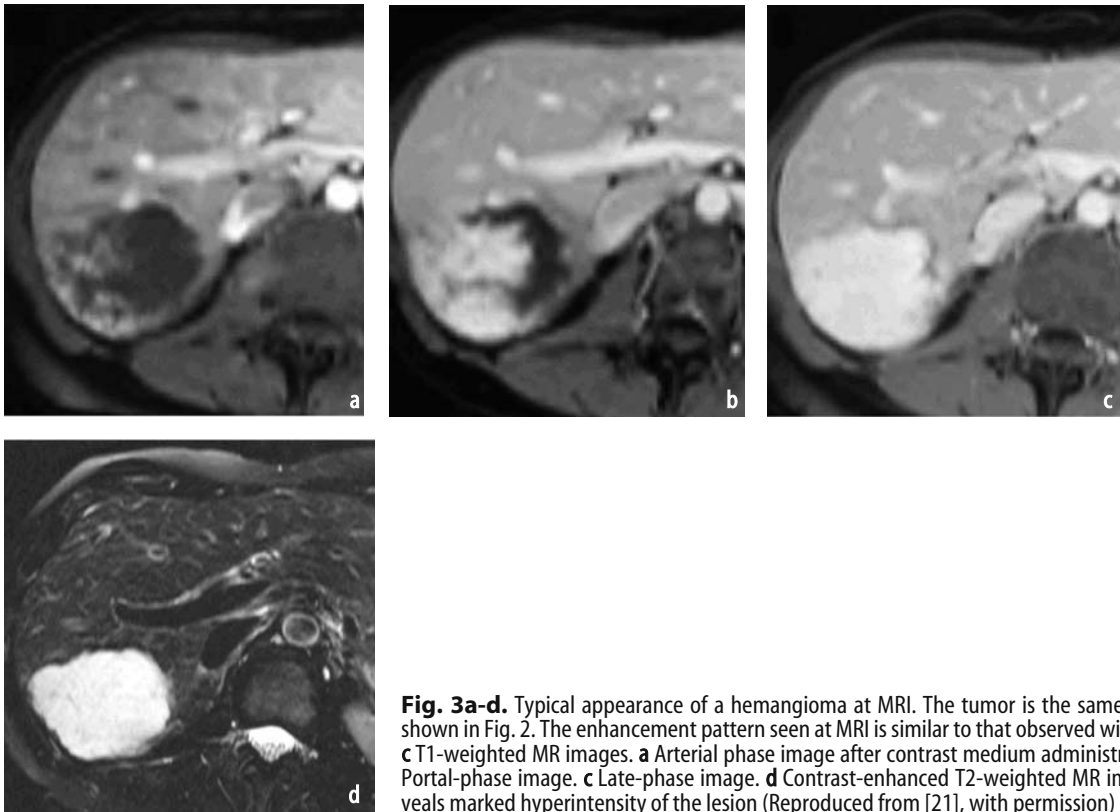 a
b
c
d
Fig. 3a-d. Typical appearance of a hemangioma at MRI. The tumor is the same
shown in Fig. 2. The enhancement pattern seen at MRI is similar to that observed
c T1-weighted MR images. a Arterial phase image after contrast medium
Portal-phase image. c Late-phase image. d Contrast-enhanced T2-weighted MR
veals marked hyperintensity of the lesion (Reproduced from [21], with permission)